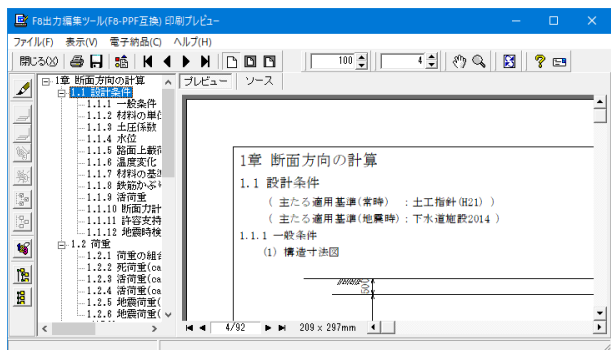 F8出力編集ツール(F8-PPF互換) 印刷プレビュー
ファイル(F) 表示(V) 電子納品(C) ヘルプ(H)
閉じる(X) 100 4
プレビュー ソース
1章 断面方向の計算
1.1 設計条件
1.1.1 一般条件
1.1.2 材料の単位
1.1.3 土圧係数
1.1.4 水位
1.1.5 路面上載荷
1.1.6 温度変化
1.1.7 材料の基準
1.1.8 鉄筋かぶり
1.1.9 活荷重
1.1.10 断面力計
1.1.11 許容支持
1.1.12 地震時検
1.2 荷重
1.2.1 荷重の組合
1.2.2 死荷重(ca
1.2.3 活荷重(ca
1.2.4 活荷重(ca
1.2.5 地震荷重(
1.2.6 地震荷重(
1章 断面方向の計算
1.1 設計条件
( 主たる適用基準(常時) : 土工指針(H21) )
( 主たる適用基準(地震時) : 下水道施設2014 )
1.1.1 一般条件
(1) 構造寸法図
500
4/92 209 x 297mm